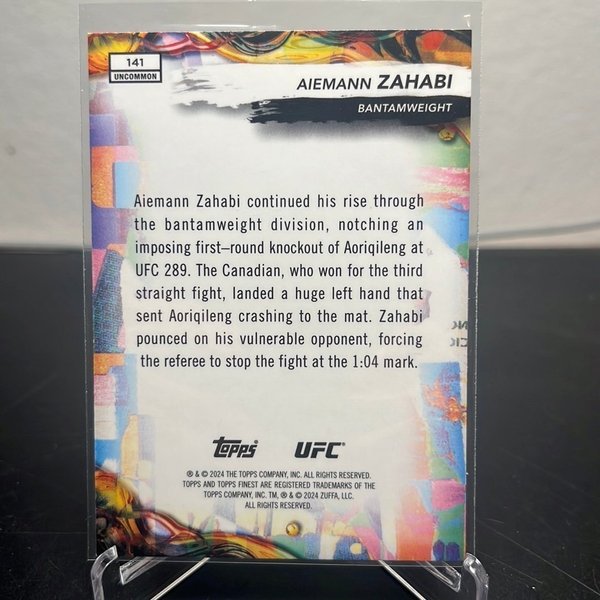 141
UNCOMMON
AIEMANN ZAHABI
BANTAMWEIGHT
Aiemann Zahabi continued his rise through
the bantamweight division, notching an
imposing first–round knockout of Aoriqileng at
UFC 289. The Canadian, who won for the third
straight fight, landed a huge left hand that
sent Aoriqileng crashing to the mat. Zahabi
pounced on his vulnerable opponent, forcing
the referee to stop the fight at the 1:04 mark.
topps UFC
® & © 2024 THE TOPPS COMPANY, INC. ALL RIGHTS RESERVED.
TOPPS AND TOPPS FINEST ARE REGISTERED TRADEMARKS OF THE
TOPPS COMPANY, INC. TM, ® & © 2024 ZUFFA, LLC.
ALL RIGHTS RESERVED.